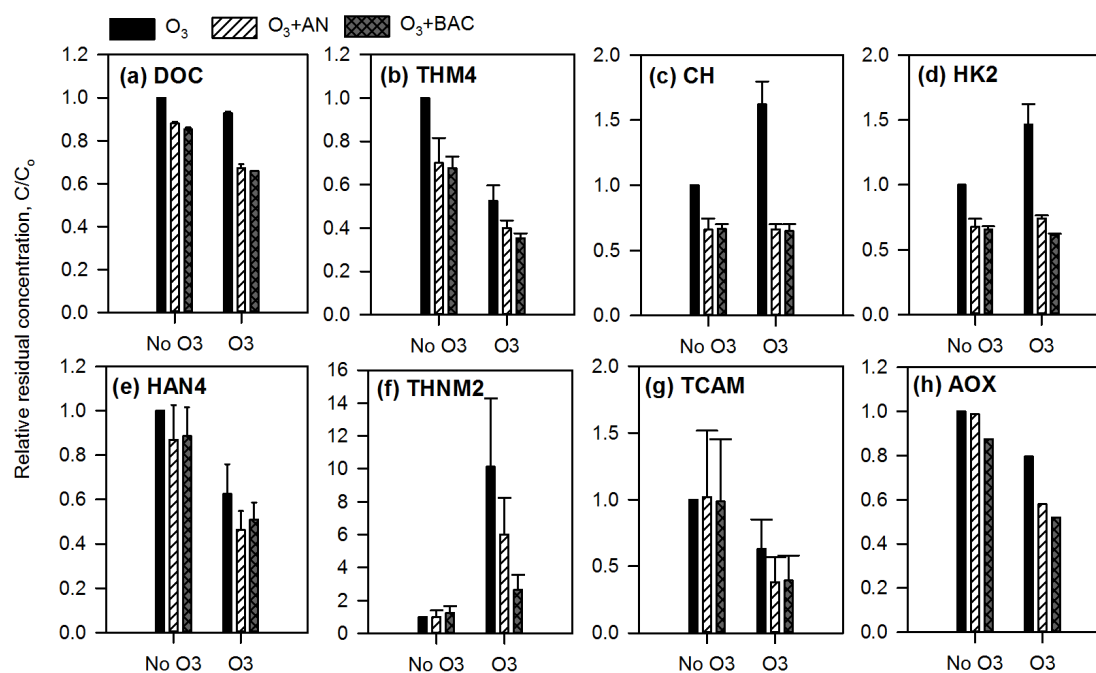 O₃ O₃+AN O₃+BAC
Relative residual concentration, C/Cₒ
(a) DOC
1.2
1.0
0.8
0.6
0.4
0.2
0.0
No O3 O3
(b) THM4
1.2
1.0
0.8
0.6
0.4
0.2
0.0
No O3 O3
(c) CH
2.0
1.5
1.0
0.5
0.0
No O3 O3
(d) HK2
2.0
1.5
1.0
0.5
0.0
No O3 O3
(e) HAN4
1.0
0.8
0.6
0.4
0.2
0.0
No O3 O3
(f) THNM2
16
14
12
10
8
6
4
2
0
No O3 O3
(g) TCAM
2.0
1.5
1.0
0.5
0.0
No O3 O3
(h) AOX
1.2
1.0
0.8
0.6
0.4
0.2
0.0
No O3 O3